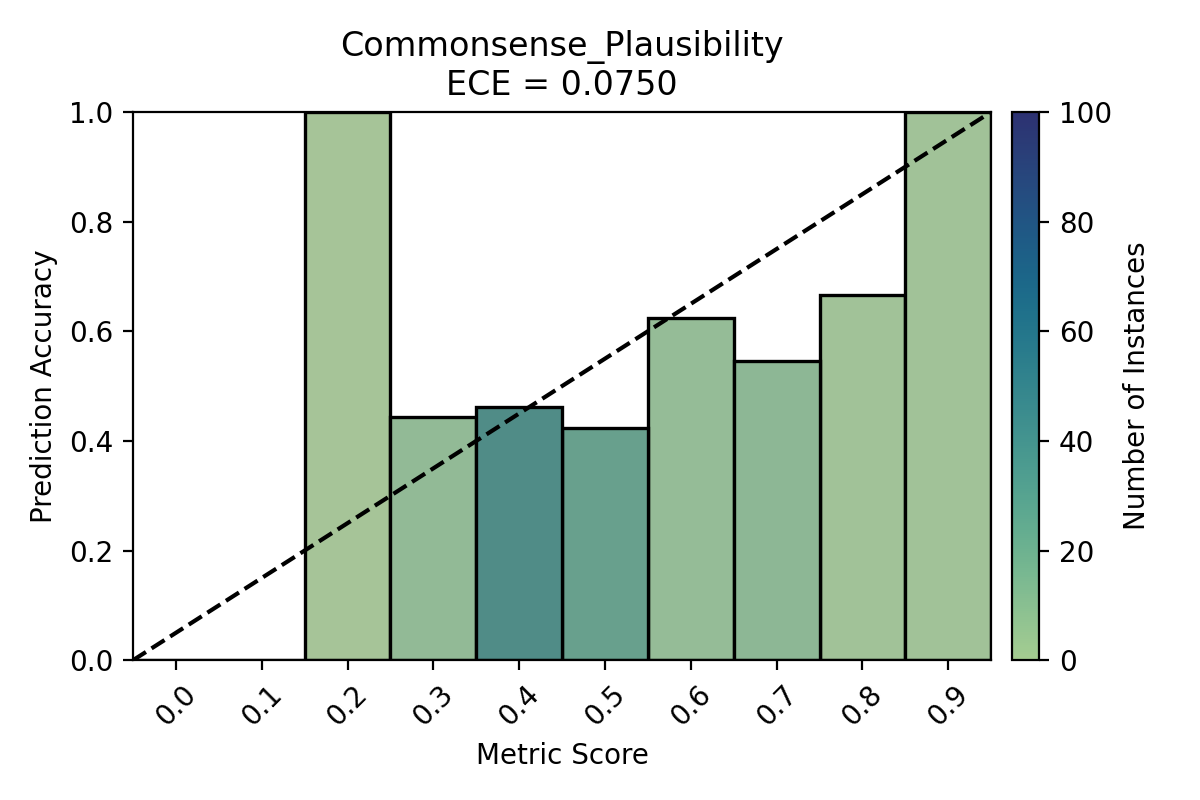 Commonsense_Plausibility
ECE = 0.0750
Prediction Accuracy
1.0
0.8
0.6
0.4
0.2
0.0
0.0 0.1 0.2 0.3 0.4 0.5 0.6 0.7 0.8 0.9
Metric Score
100
80
60
40
20
0
Number of Instances